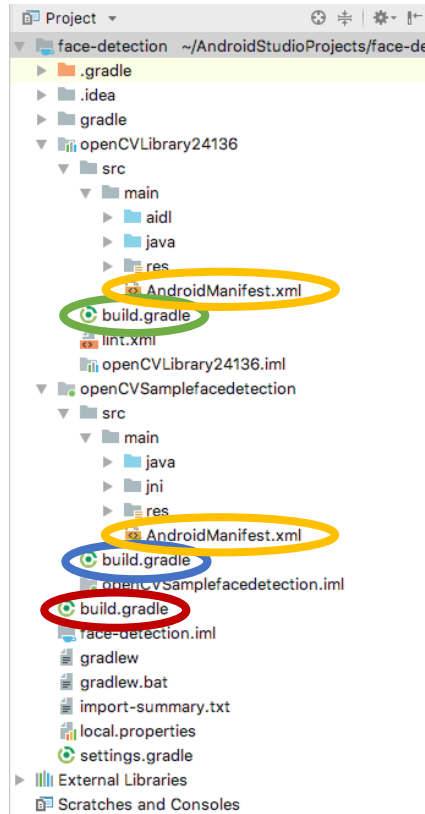 Project
face-detection ~/AndroidStudioProjects/face-de
.gradle
.idea
gradle
openCVLibrary24136
src
main
aidl
java
res
AndroidManifest.xml
build.gradle
lint.xml
openCVLibrary24136.iml
openCVSamplefacedetection
src
main
java
jni
res
AndroidManifest.xml
build.gradle
openCVSamplefacedetection.iml
build.gradle
face-detection.iml
gradlew
gradlew.bat
import-summary.txt
local.properties
settings.gradle
External Libraries
Scratches and Consoles